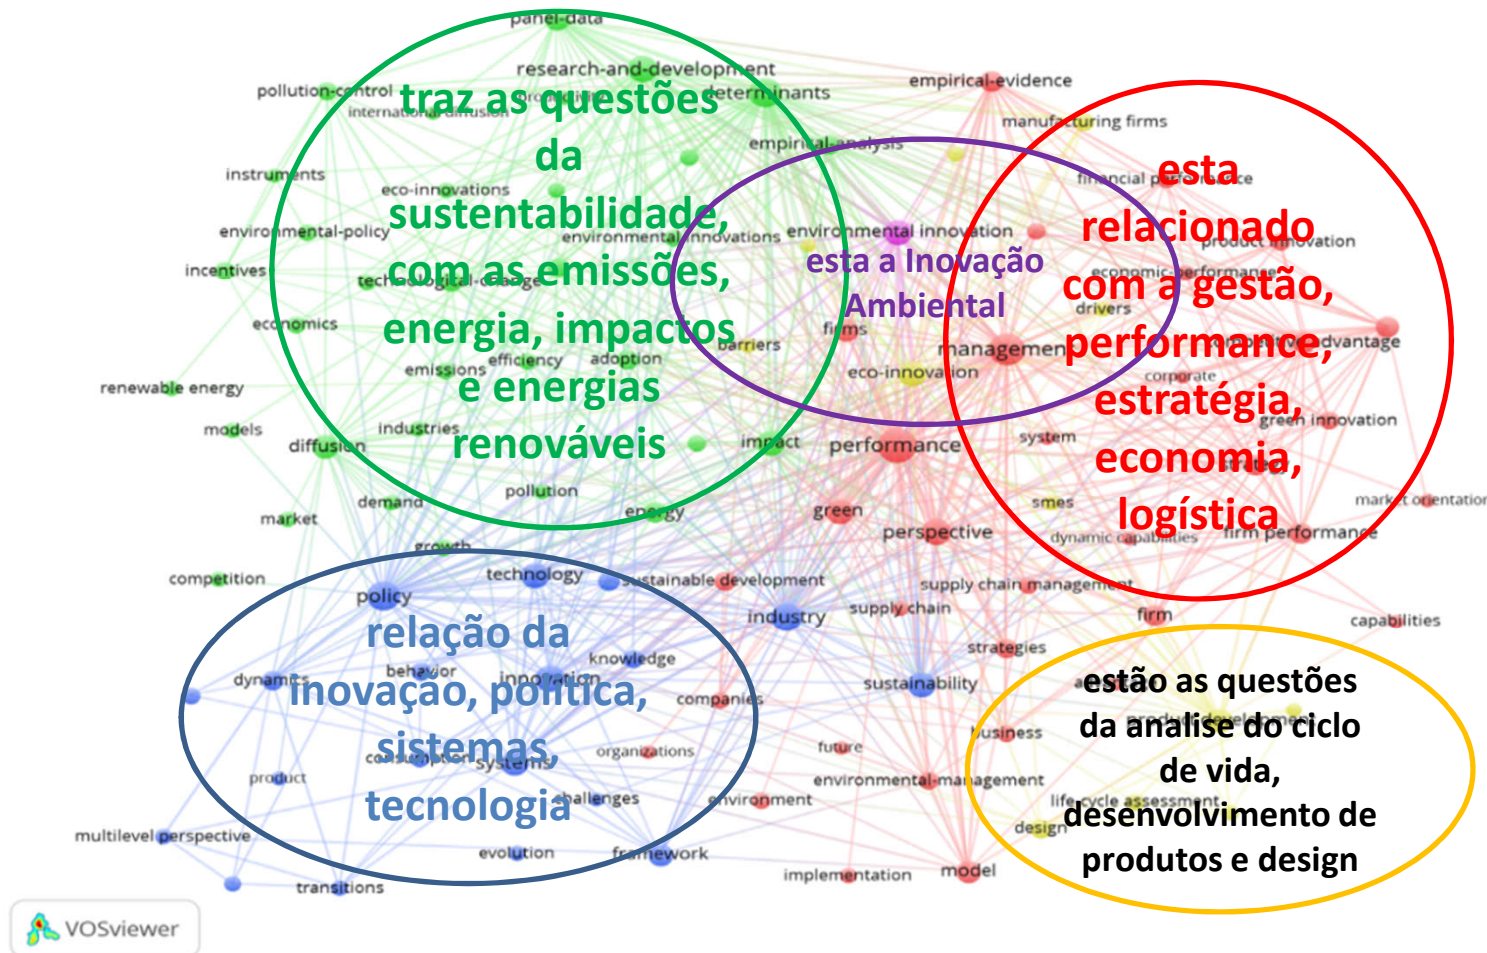 panel-data
research-and-development
empirical-evidence
pollution-control
determinants
international diffusion
manufacturing firms
traz as questões
da
sustentabilidade,
com as emissões,
energia, impactos
e energias
renováveis
empirical-analysis
instruments
eco-innovations
environmental-policy
environmental innovations
environmental innovation
incentives
technological-change
economics
efficiency
adoption
emissions
renewable energy
models
industries
diffusion
impact
pollution
demand
energy
market
growth
competition
esta a Inovação
Ambiental
firms
barriers
eco-innovation
management
esta
relacionado
com a gestão,
performance,
estratégia,
economia,
logística
financial performance
product innovation
economic-performance
drivers
competitive advantage
corporate
green innovation
system
strategy
smes
market orientation
dynamic capabilities
firm performance
performance
green
perspective
technology
sustainable development
supply chain management
policy
industry
supply chain
firm
capabilities
relação da
inovação, política,
sistemas,
tecnologia
behavior
knowledge
strategies
dynamics
innovation
sustainability
companies
consumption
systems
organizations
future
business
product
challenges
environment
environmental-management
multilevel perspective
evolution
framework
transitions
implementation
model
estão as questões
da analise do ciclo
de vida,
desenvolvimento de
produtos e design
product development
life cycle assessment
design
VOSviewer